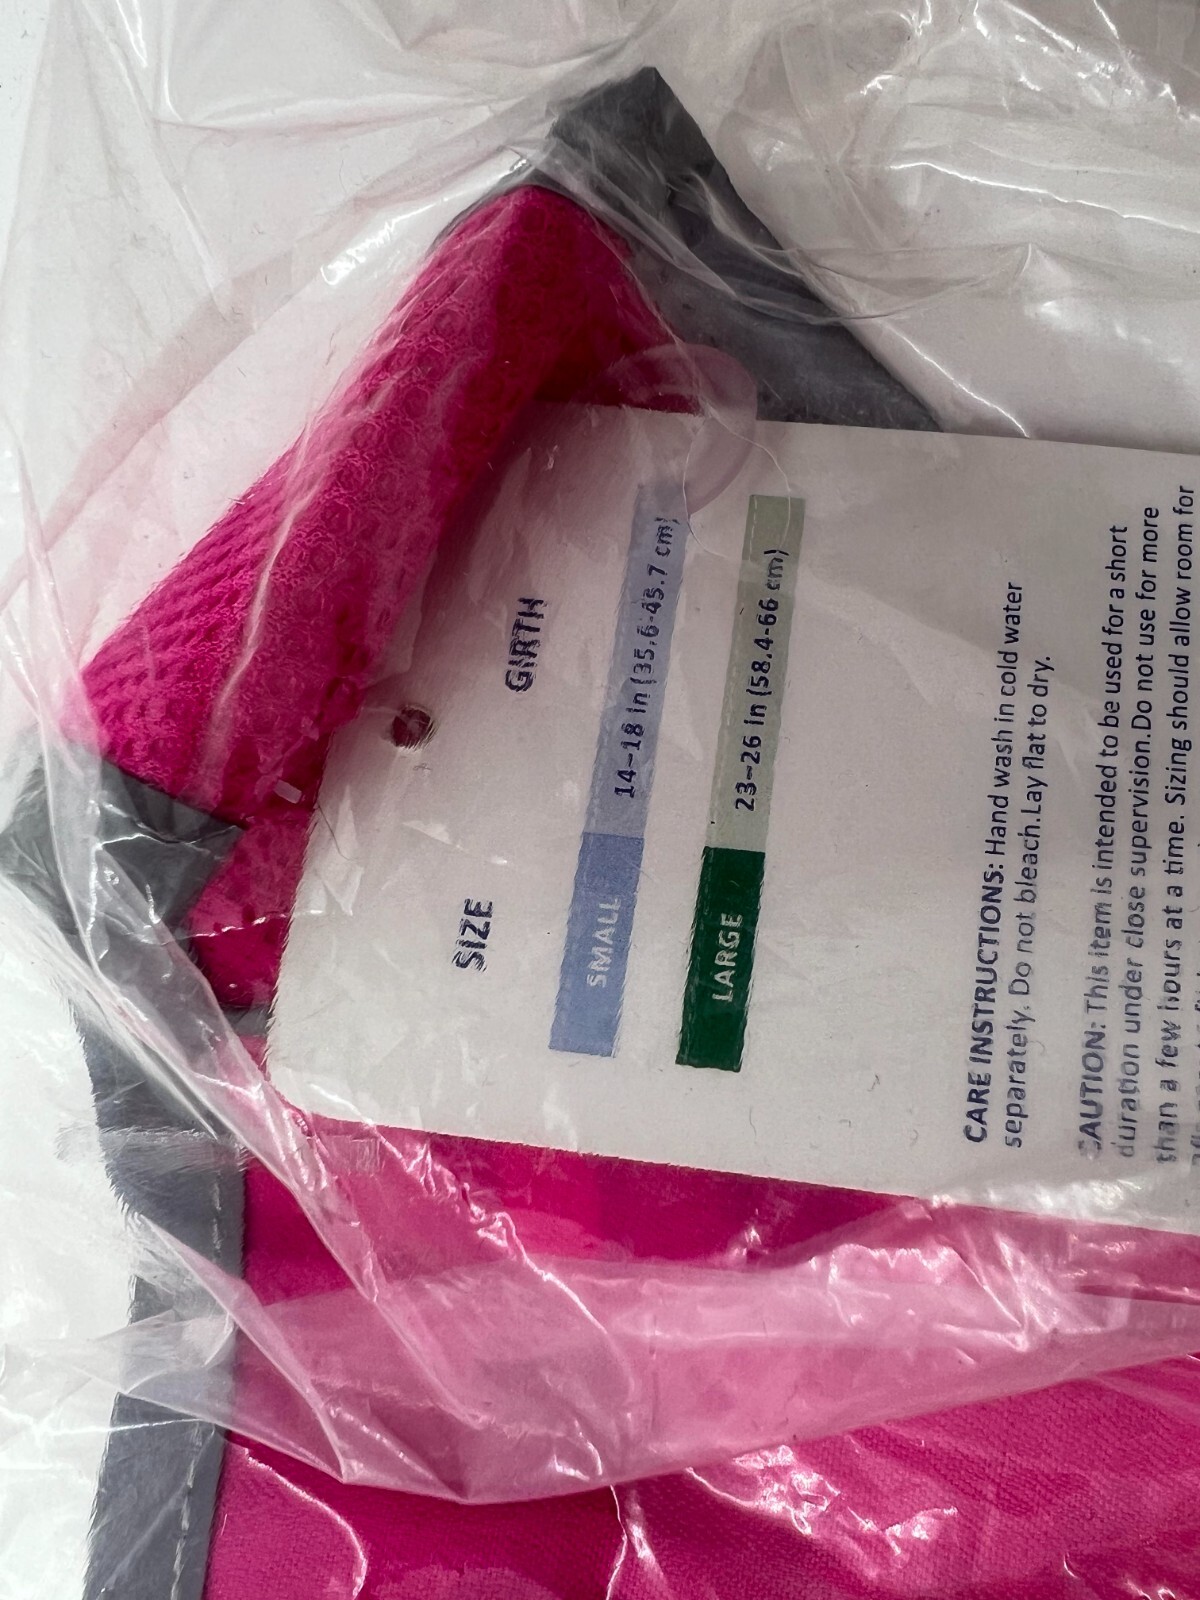 SIZE GIRTH
SMALL 14–18 in (35.6-45.7 cm)
LARGE 23–26 in (58.4-66 cm)
CARE INSTRUCTIONS: Hand wash in cold water
separately. Do not bleach.Lay flat to dry.
CAUTION: This item is intended to be used for a short
duration under close supervision.Do not use for more
than a few hours at a time. Sizing should allow room for